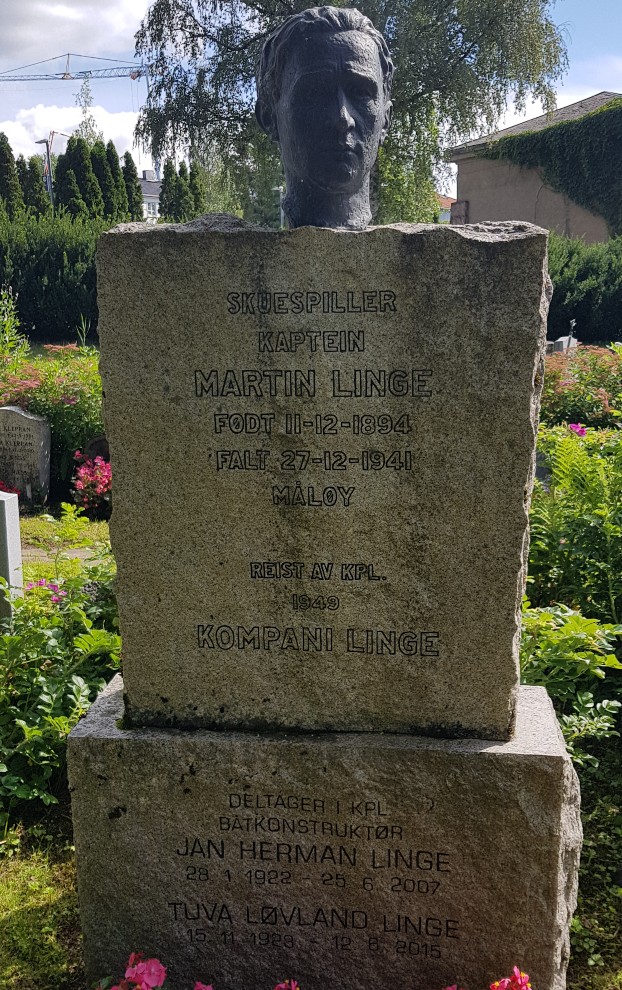 SKUESPILLER
KAPTEIN
MARTIN LINGE
FØDT 11-12-1894
FALT 27-12-1941
MÅLØY
REIST AV KPL.
1949
KOMPANI LINGE
DELTAGER I KPL
BÅTKONSTRUKTØR
JAN HERMAN LINGE
28 1 1922 - 25 6 2007
TUVA LØVLAND LINGE
15.11 1928 - 12 8 2015